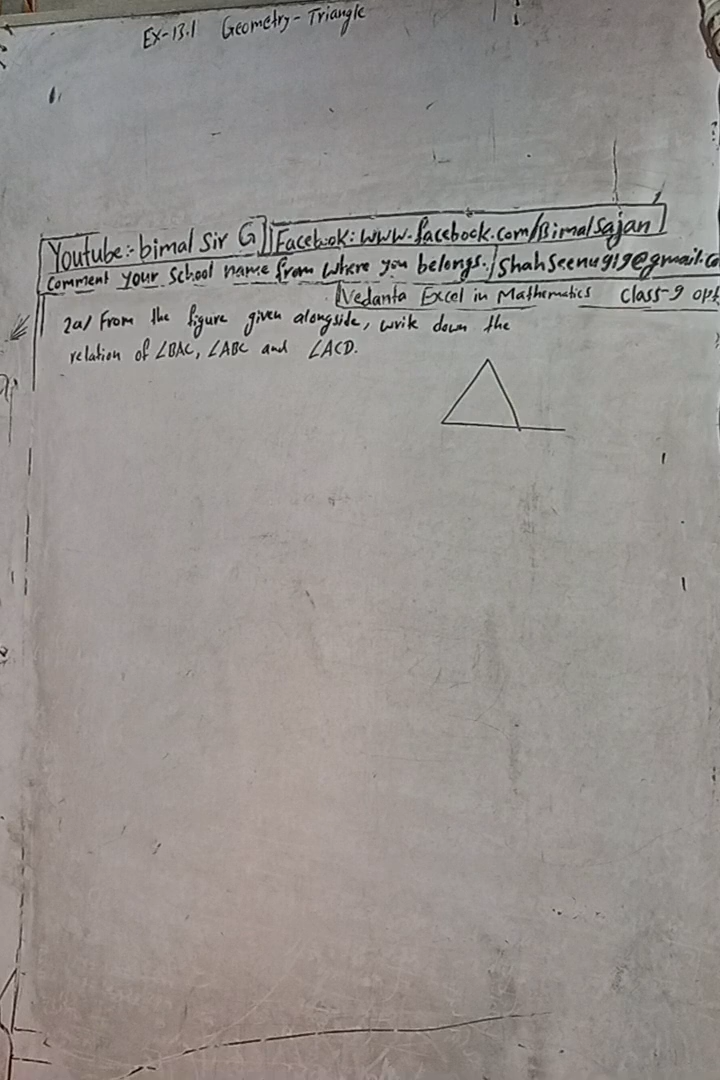 Ex-13.1 Geometry - Triangle
Youtube:- bimal sir G Facebook: www.facebook.com/Bimalsajan
Comment your School name from where you belongs. / Shahseenu919@gmail.co
Vedanta Excel in Mathematics Class-9 opt
2a/ From the figure given alongside, write down the
relation of ∠BAC, ∠ABC and ∠ACD.